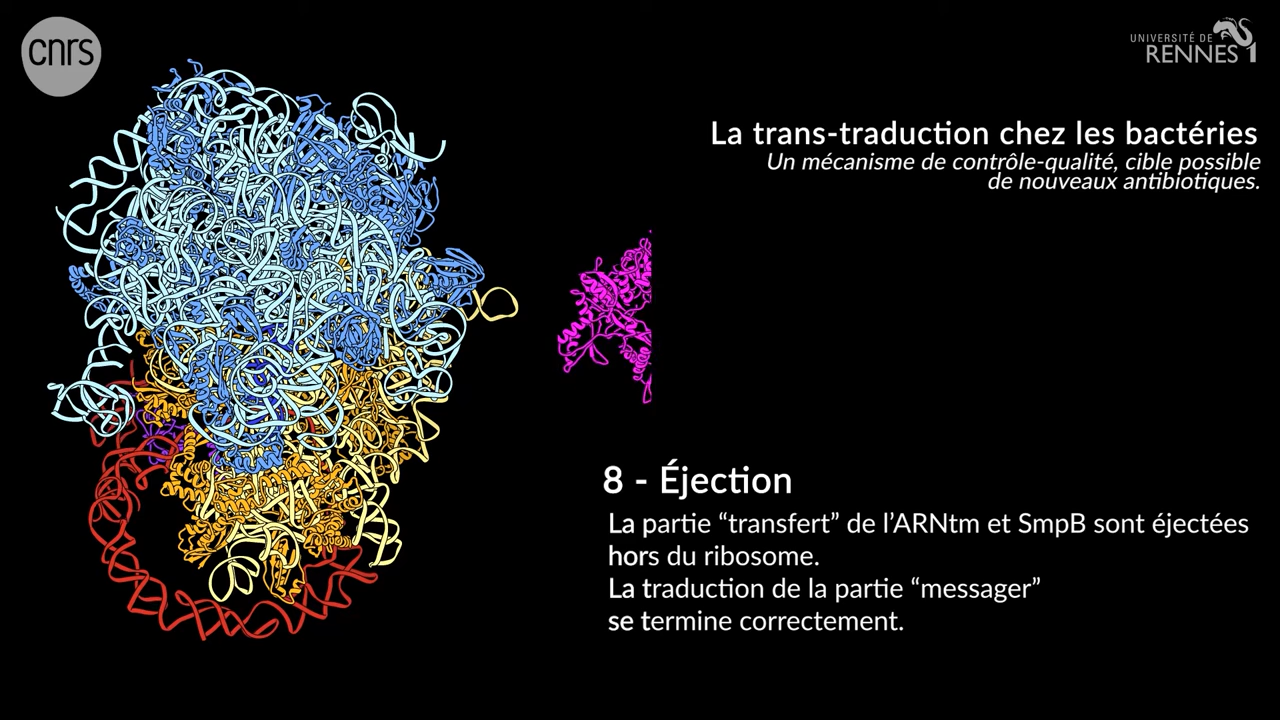 cnrs
UNIVERSITÉ DE
RENNES 1
La trans-traduction chez les bactéries
Un mécanisme de contrôle-qualité, cible possible
de nouveaux antibiotiques.
8 - Éjection
La partie “transfert” de l’ARNtm et SmpB sont éjectées
hors du ribosome.
La traduction de la partie “messager”
se termine correctement.